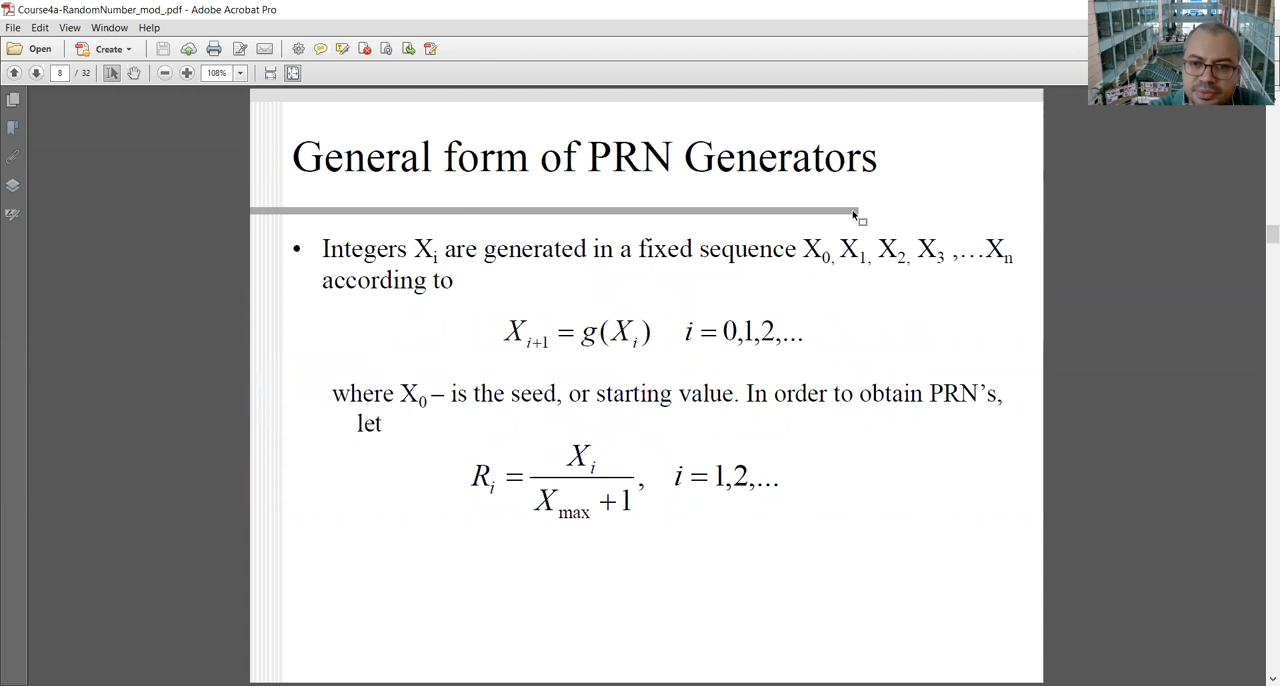 Course4a-RandomNumber_mod_.pdf - Adobe Acrobat Pro
File Edit View Window Help
Open Create
8 / 32 108%
General form of PRN Generators
• Integers Xi are generated in a fixed sequence X0, X1, X2, X3 ,…Xn
according to
Xi+1 = g(Xi) i = 0,1,2,...
where X0 – is the seed, or starting value. In order to obtain PRN’s,
let
Ri = Xi / Xmax + 1, i = 1,2,...